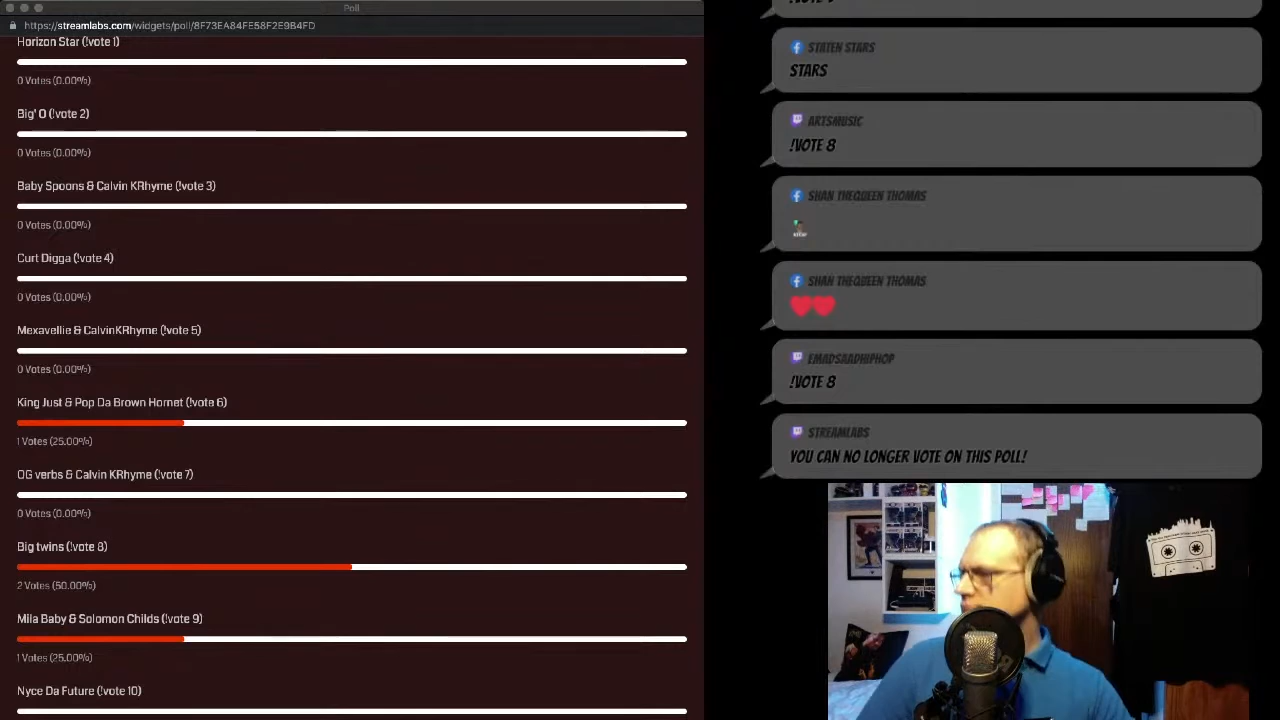 Poll
https://streamlabs.com/widgets/poll/8F73EA84FE58F2E9B4FD
Horizon Star (!vote 1)
0 Votes (0.00%)
Big' O (!vote 2)
0 Votes (0.00%)
Baby Spoons & Calvin KRhyme (!vote 3)
0 Votes (0.00%)
Curt Digga (!vote 4)
0 Votes (0.00%)
Mexavellie & CalvinKRhyme (!vote 5)
0 Votes (0.00%)
King Just & Pop Da Brown Hornet (!vote 6)
1 Votes (25.00%)
OG verbs & Calvin KRhyme (!vote 7)
0 Votes (0.00%)
Big twins (!vote 8)
2 Votes (50.00%)
Mila Baby & Solomon Childs (!vote 9)
1 Votes (25.00%)
Nyce Da Future (!vote 10)
STATEN STARS
STARS
ARTSMUSIC
!VOTE 8
SHAN THEQUEEN THOMAS
SHAN THEQUEEN THOMAS
EMADSAADHIPHOP
!VOTE 8
STREAMLABS
YOU CAN NO LONGER VOTE ON THIS POLL!